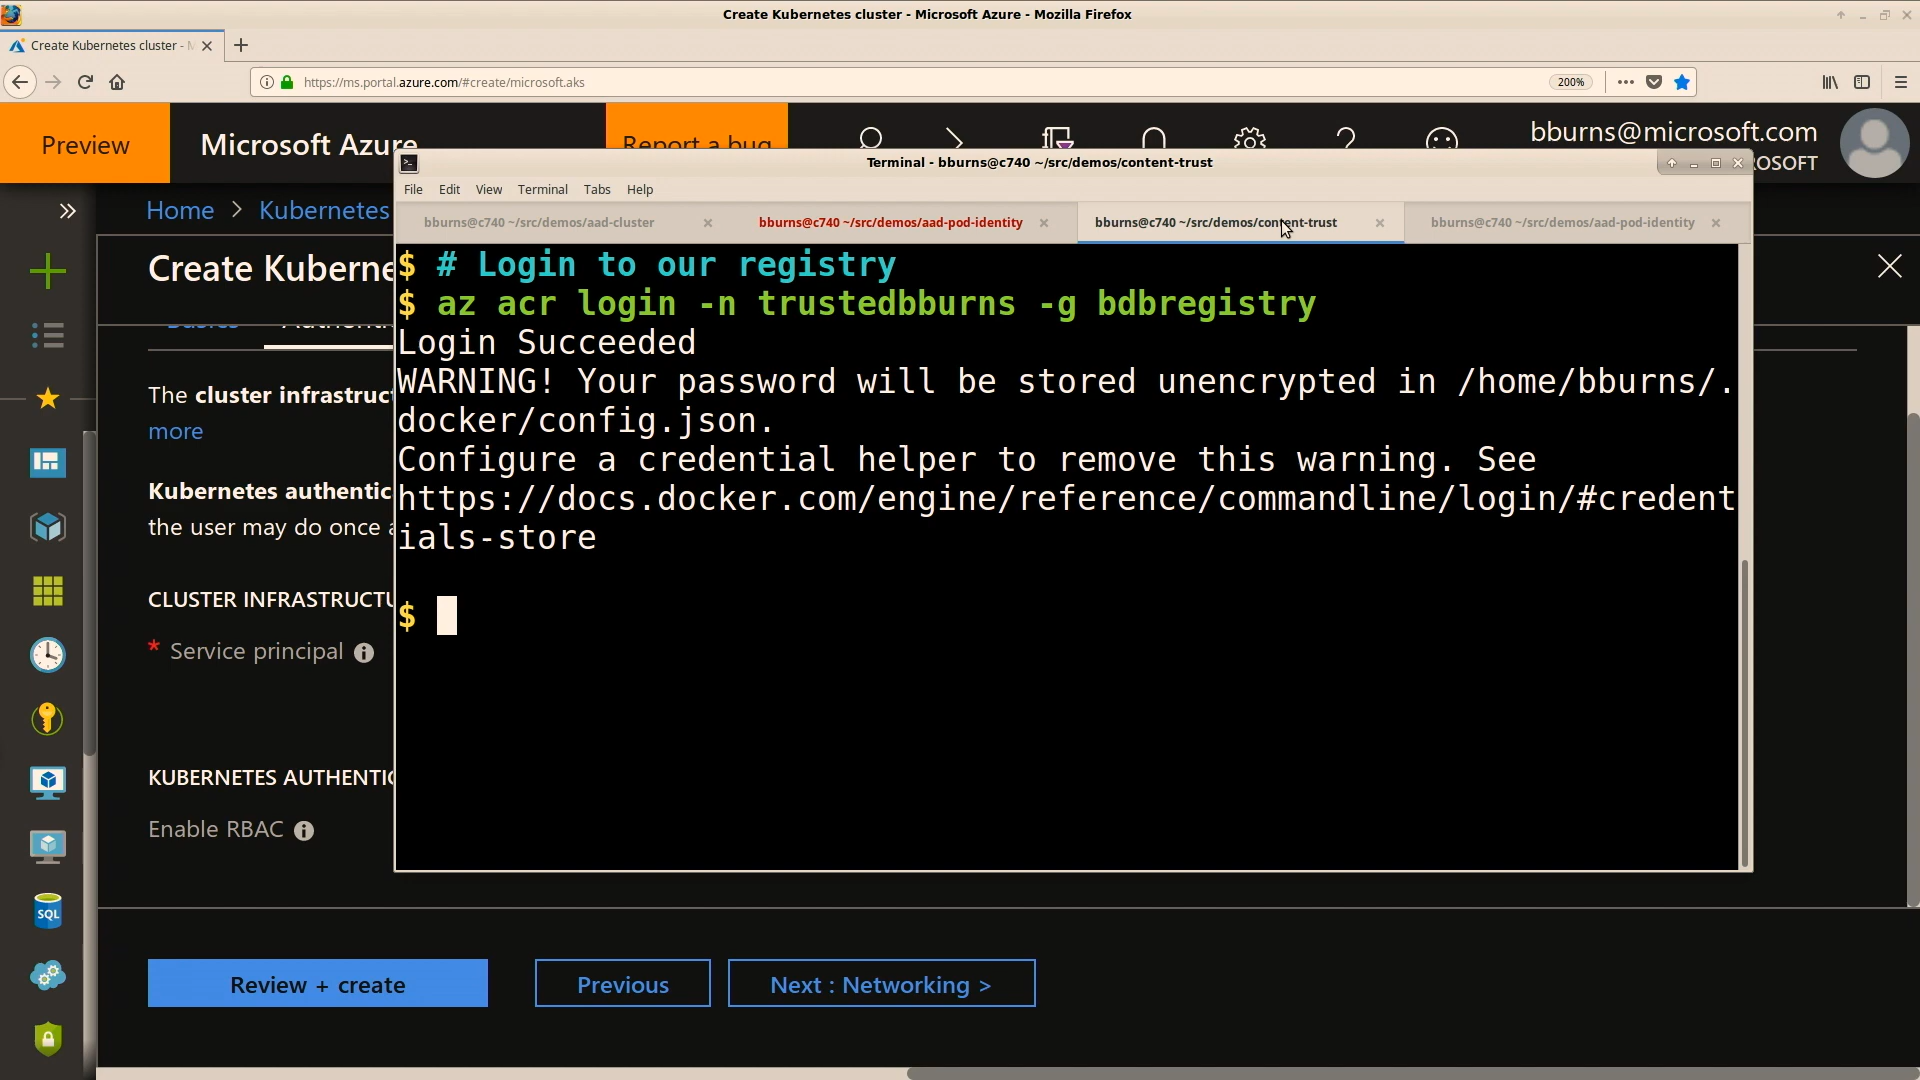 Create Kubernetes cluster - Microsoft Azure - Mozilla Firefox
Create Kubernetes cluster -
https://ms.portal.azure.com/#create/microsoft.aks
200%
Preview
Microsoft Azure
Report a bug
bburns@microsoft.com
OSOFT
Terminal - bburns@c740 ~/src/demos/content-trust
File Edit View Terminal Tabs Help
bburns@c740 ~/src/demos/aad-cluster
bburns@c740 ~/src/demos/aad-pod-identity
bburns@c740 ~/src/demos/content-trust
bburns@c740 ~/src/demos/aad-pod-identity
Home > Kubernetes
Create Kuberne
Basics Authenti
The cluster infrastruc
more
Kubernetes authentic
the user may do once a
CLUSTER INFRASTRUCTU
* Service principal
KUBERNETES AUTHENTIC
Enable RBAC
SQL
$ # Login to our registry
$ az acr login -n trustedbburns -g bdbregistry
Login Succeeded
WARNING! Your password will be stored unencrypted in /home/bburns/.
docker/config.json.
Configure a credential helper to remove this warning. See
https://docs.docker.com/engine/reference/commandline/login/#credent
ials-store
$
Review + create
Previous
Next : Networking >